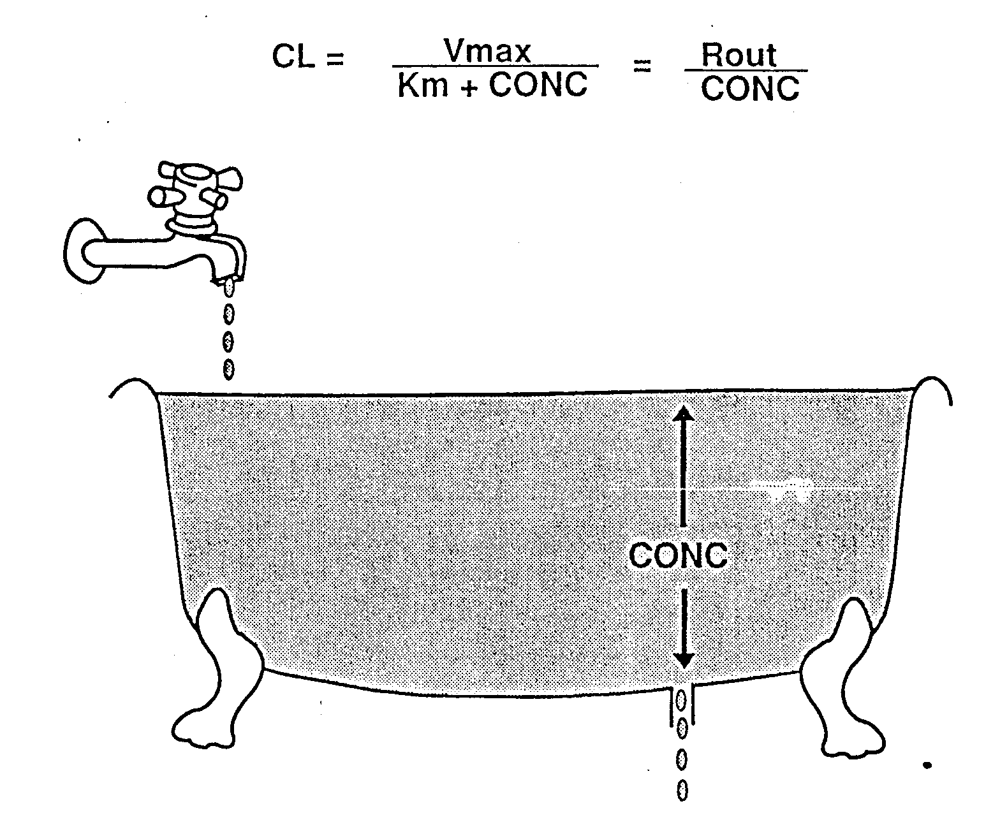 CL = Vmax / Km + CONC = Rout / CONC
CONC